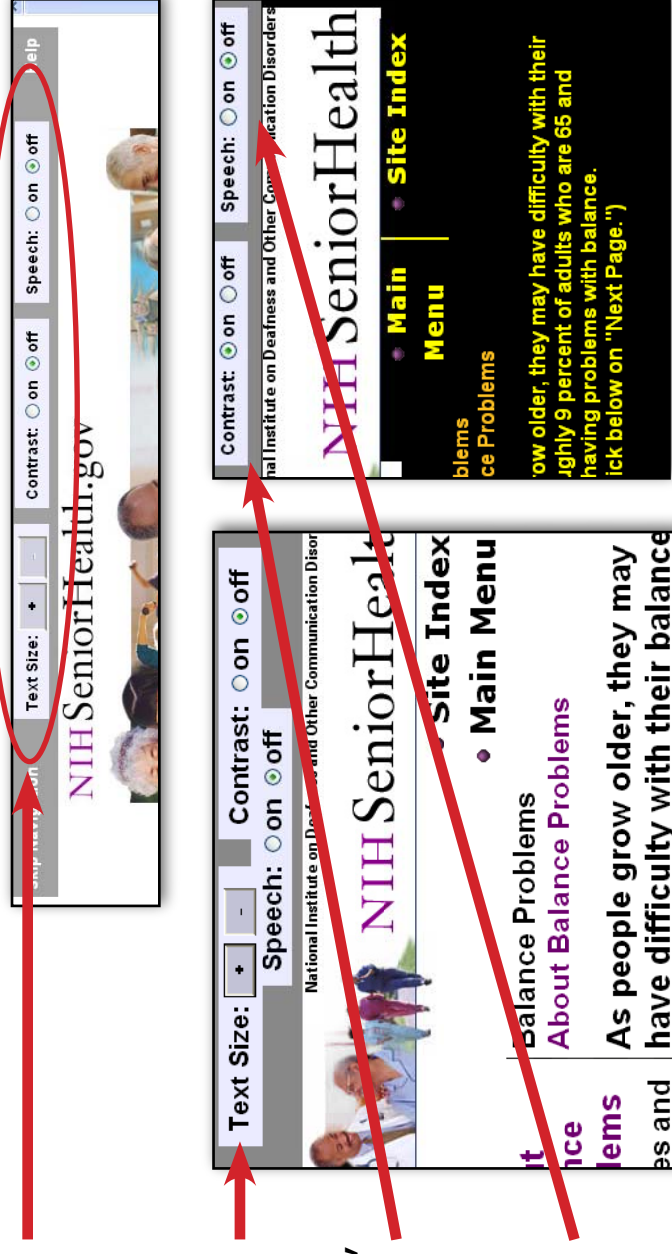 Skip Navigation
Text Size: + -
Contrast: on off
Speech: on off
Help
NIH SeniorHealth.gov
Text Size: + -
Contrast: on off
Speech: on off
National Institute on Deafness and Other Communication Disor
NIH SeniorHealt
Site Index
Main Menu
Balance Problems
About Balance Problems
As people grow older, they may
have difficulty with their balance
t
nce
lems
es and
Contrast: on off
Speech: on off
nal Institute on Deafness and Other Communication Disorders
NIH SeniorHealth
Main Menu
Site Index
blems
ce Problems
ow older, they may have difficulty with their
ughly 9 percent of adults who are 65 and
having problems with balance.
ick below on "Next Page.")
,